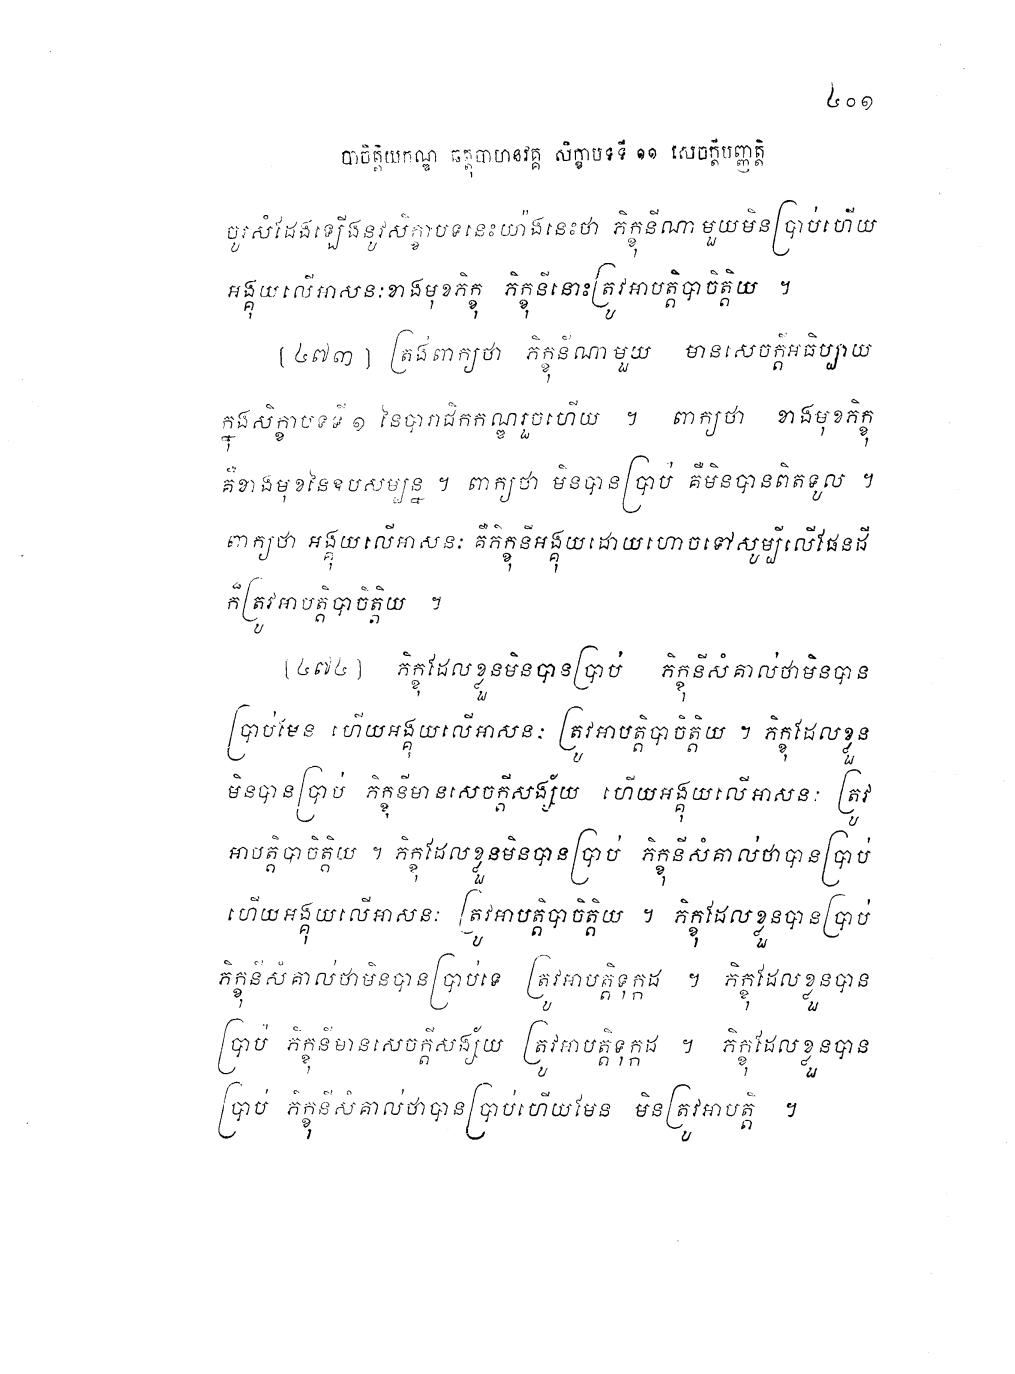 ៤០១
បាចិត្តិយកណ្ឌ ឆត្តុបាហនវគ្គ សិក្ខាបទទី ១១ សេចក្តីបញ្ញត្តិ
ចូរសំដែងឡើងនូវសិក្ខាបទនេះយ៉ាងនេះថា ភិក្ខុនីណាមួយមិនប្រាប់ហើយ
អង្គុយលើអាសនៈខាងមុខភិក្ខុ ភិក្ខុនីនោះត្រូវអាបត្តិបាចិត្តិយ ។
[៤៧៣] ត្រង់ពាក្យថា ភិក្ខុនីណាមួយ មានសេចក្តីអធិប្បាយ
ក្នុងសិក្ខាបទទី ១ នៃបារាជិកកណ្ឌរួចហើយ ។ ពាក្យថា ខាងមុខភិក្ខុ
គឺខាងមុខនៃឧបសម្បន្ន ។ ពាក្យថា មិនបានប្រាប់ គឺមិនបានពិតទូល ។
ពាក្យថា អង្គុយលើអាសនៈ គឺភិក្ខុនីអង្គុយដោយហោចទៅសូម្បីលើផែនដី
ក៏ត្រូវអាបត្តិបាចិត្តិយ ។
[៤៧៤] ភិក្ខុដែលខ្លួនមិនបានប្រាប់ ភិក្ខុនីសំគាល់ថាមិនបាន
ប្រាប់មែន ហើយអង្គុយលើអាសនៈ ត្រូវអាបត្តិបាចិត្តិយ ។ ភិក្ខុដែលខ្លួន
មិនបានប្រាប់ ភិក្ខុនីមានសេចក្តីសង្ស័យ ហើយអង្គុយលើអាសនៈ ត្រូវ
អាបត្តិបាចិត្តិយ ។ ភិក្ខុដែលខ្លួនមិនបានប្រាប់ ភិក្ខុនីសំគាល់ថាបានប្រាប់
ហើយអង្គុយលើអាសនៈ ត្រូវអាបត្តិបាចិត្តិយ ។ ភិក្ខុដែលខ្លួនបានប្រាប់
ភិក្ខុនីសំគាល់ថាមិនបានប្រាប់ទេ ត្រូវអាបត្តិទុក្កដ ។ ភិក្ខុដែលខ្លួនបាន
ប្រាប់ ភិក្ខុនីមានសេចក្តីសង្ស័យ ត្រូវអាបត្តិទុក្កដ ។ ភិក្ខុដែលខ្លួនបាន
ប្រាប់ ភិក្ខុនីសំគាល់ថាបានប្រាប់ហើយមែន មិនត្រូវអាបត្តិ ។